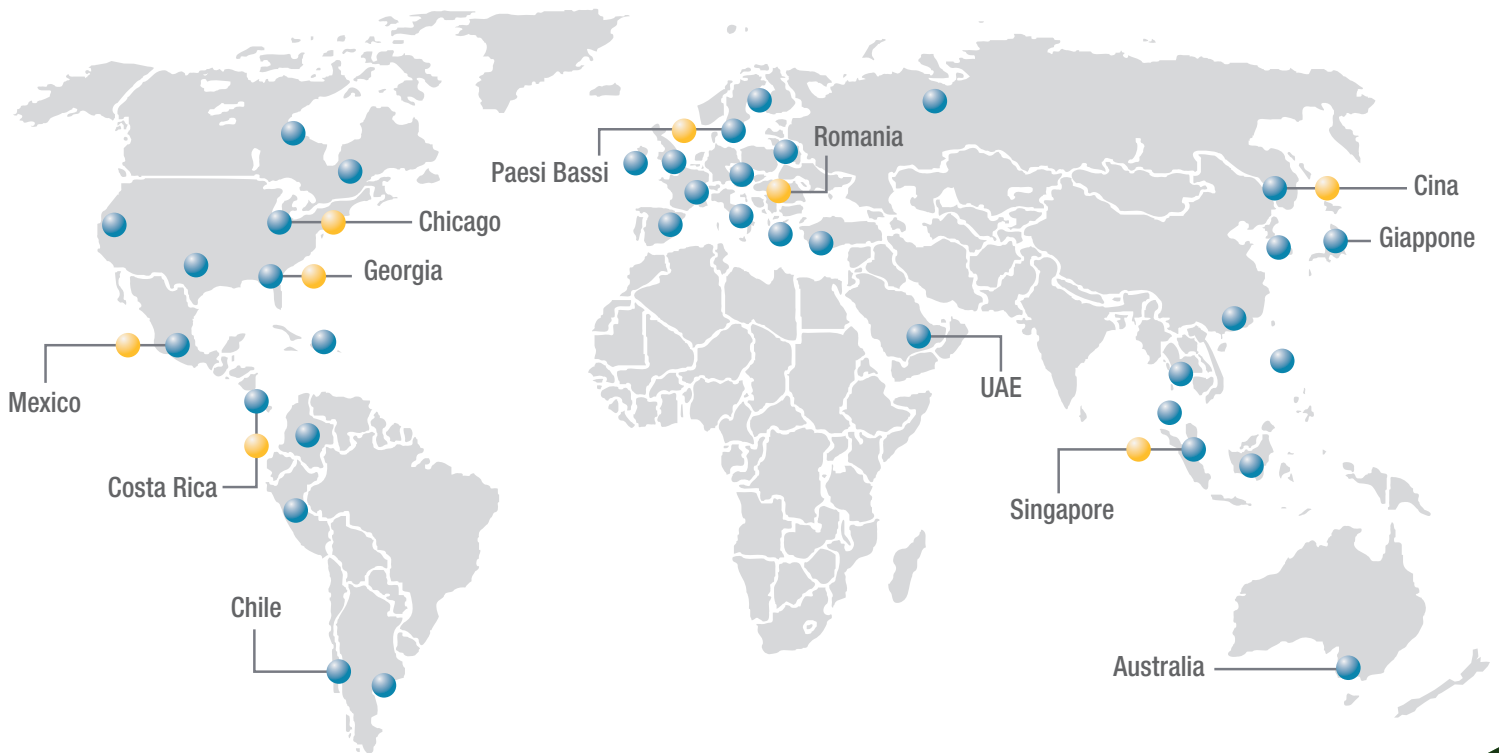 Romania
Paesi Bassi
Cina
Chicago
Giappone
Georgia
UAE
Mexico
Costa Rica
Singapore
Chile
Australia